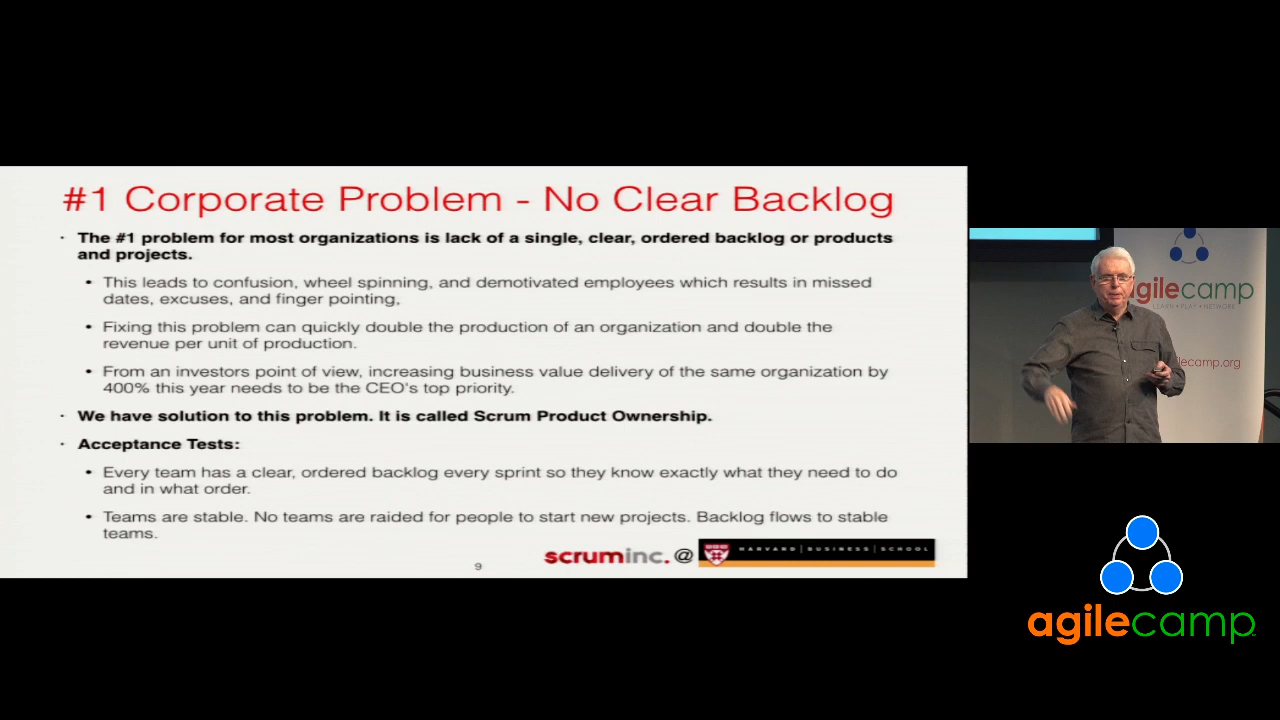 #1 Corporate Problem - No Clear Backlog
· The #1 problem for most organizations is lack of a single, clear, ordered backlog or products
and projects.
• This leads to confusion, wheel spinning, and demotivated employees which results in missed
dates, excuses, and finger pointing,
• Fixing this problem can quickly double the production of an organization and double the
revenue per unit of production.
• From an investors point of view, increasing business value delivery of the same organization by
400% this year needs to be the CEO's top priority.
· We have solution to this problem. It is called Scrum Product Ownership.
· Acceptance Tests:
• Every team has a clear, ordered backlog every sprint so they know exactly what they need to do
and in what order.
• Teams are stable. No teams are raided for people to start new projects. Backlog flows to stable
teams.
scruminc. @ HARVARD | BUSINESS | SCHOOL
9
agilecamp
LEARN • PLAY • NETWORK
lecamp.org
agilecamp